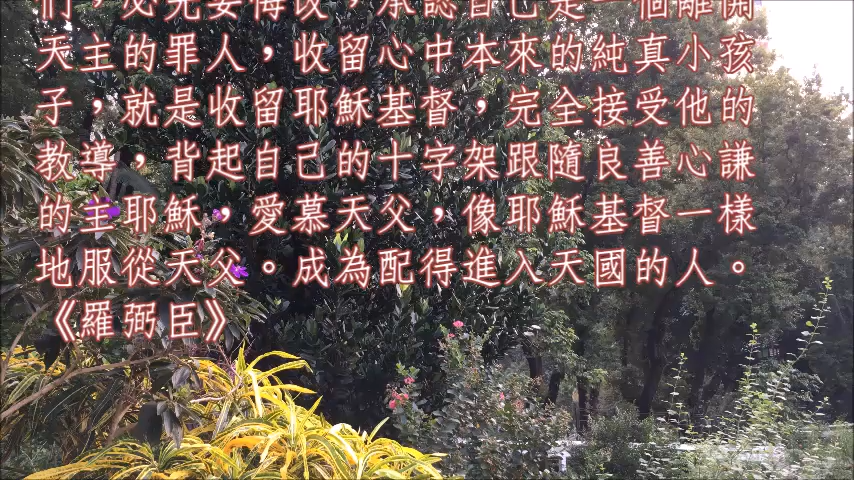 們，必先要悔改，承認自己是一個離開
天主的罪人，收留心中本來的純真小孩
子，就是收留耶穌基督，完全接受他的
教導，背起自己的十字架跟隨良善心謙
的主耶穌，愛慕天父，像耶穌基督一樣
地服從天父。成為配得進入天國的人。
《羅弼臣》